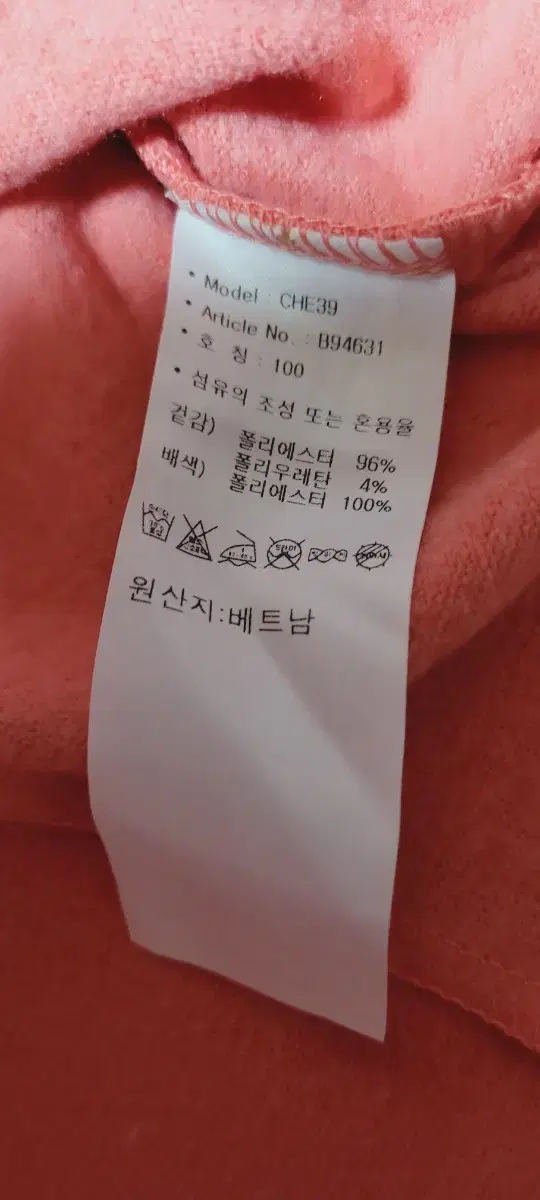 • Model : CHE39
• Article No. : B94631
• 호 칭 : 100
• 섬유의 조성 또는 혼용율
겉감) 폴리에스터 96%
폴리우레탄 4%
배색) 폴리에스터 100%
원산지:베트남